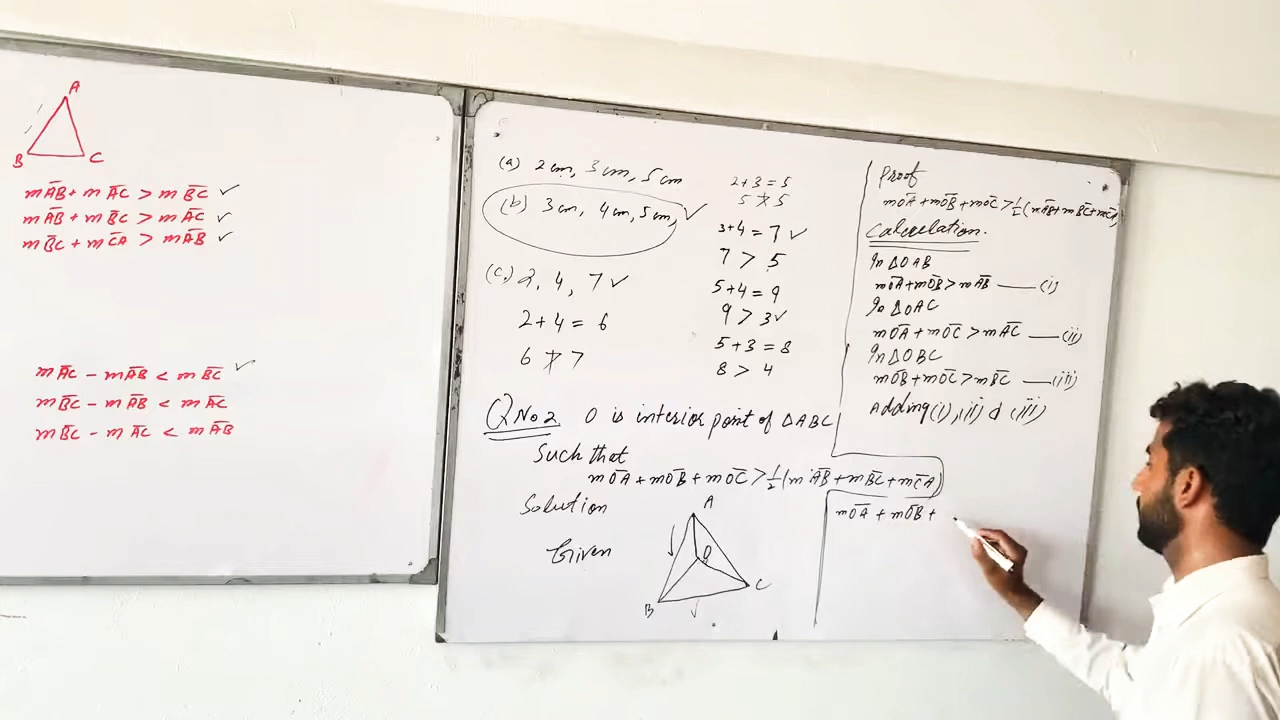 A
B C
mAB + mAC > mBC ✓
mAB + mBC > mAC ✓
mBC + mCA > mAB ✓
mAC - mAB < mBC ✓
mBC - mAB < mAC
mBC - mAC < mAB
(a) 2cm, 3cm, 5cm
(b) 3cm, 4cm, 5cm, ✓
(c) 2, 4, 7 ✓
2+4 = 6
6 ≯ 7
2+3 = 5
5 ≯ 5
3+4 = 7 ✓
7 > 5
5+4 = 9
9 > 3 ✓
5+3 = 8
8 > 4
Q No 2 O is interior point of ΔABC
Such that
mOA + mOB + mOC > 1/2 (mAB + mBC + mCA)
Solution
Given
A
O
B C
Proof
mOA + mOB + mOC > 1/2 (mAB + mBC + mCA)
Calculation.
In ΔOAB
mOA + mOB > mAB —— (i)
In ΔOAC
mOA + mOC > mAC —— (ii)
In ΔOBC
mOB + mOC > mBC —— (iii)
Adding (i), (ii) & (iii)
mOA + mOB +